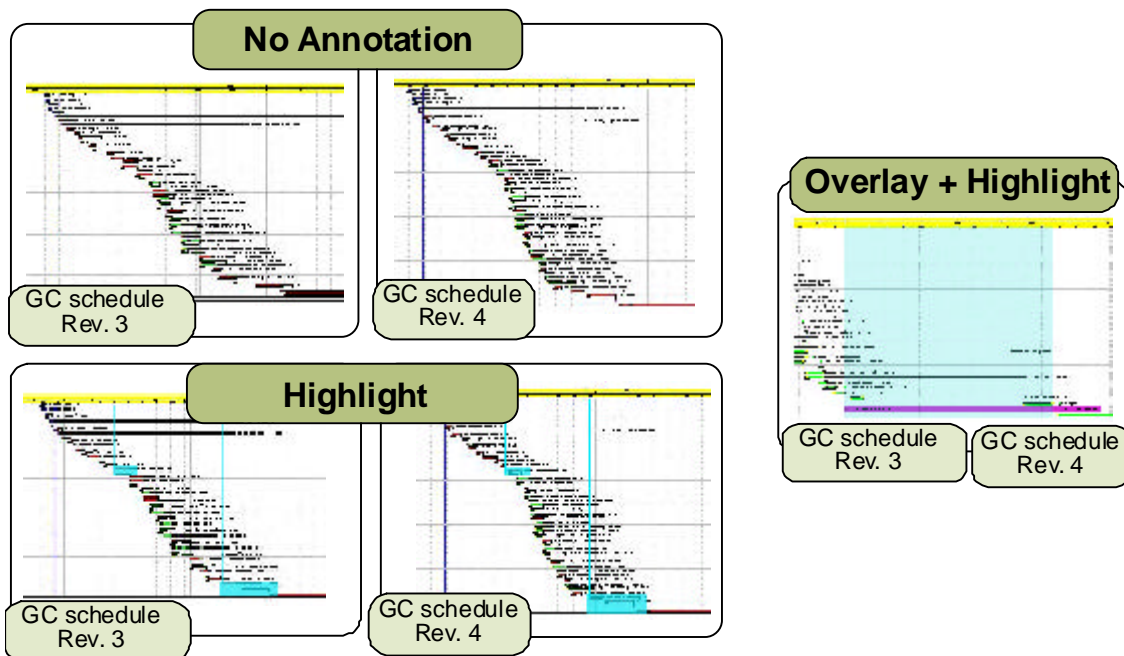 No Annotation
GC schedule
Rev. 3
GC schedule
Rev. 4
Highlight
GC schedule
Rev. 3
GC schedule
Rev. 4
Overlay + Highlight
GC schedule
Rev. 3
GC schedule
Rev. 4